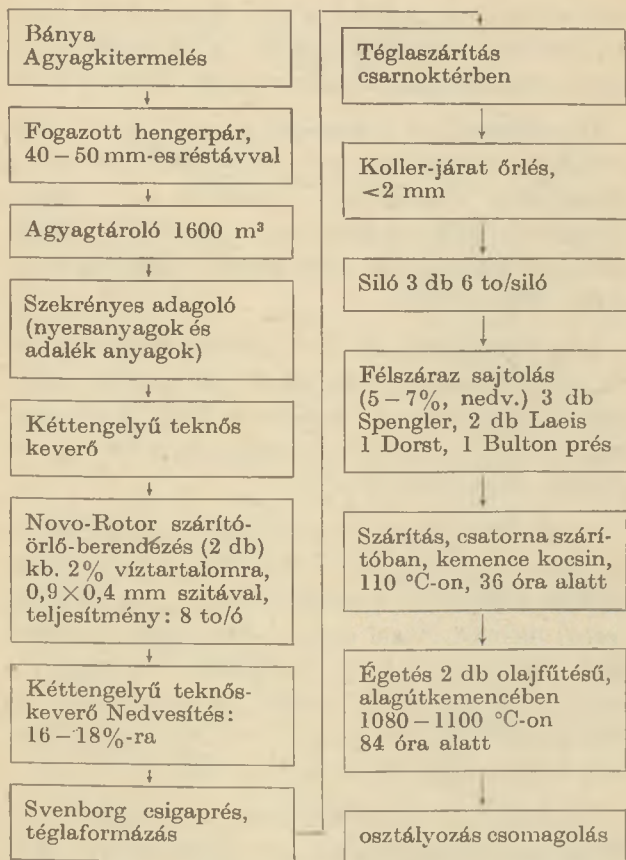 Bánya
Agyagkitermelés
Fogazott hengerpár,
40–50 mm-es réstávval
Agyagtároló 1600 m³
Szekrényes adagoló
(nyersanyagok és
adalék anyagok)
Kéttengelyű teknős
keverő
Novo-Rotor szárító-
örlő-berendezés (2 db)
kb. 2% víztartalomra,
0,9×0,4 mm szitával,
teljesítmény: 8 to/ó
Kéttengelyű teknős-
keverő Nedvesítés:
16–18%-ra
Svenborg csigaprés,
téglaformázás
Téglaszárítás
csarnoktérben
Koller-járat őrlés,
<2 mm
Siló 3 db 6 to/siló
Félszáraz sajtolás
(5–7%, nedv.) 3 db
Spengler, 2 db Laeis
1 Dorst, 1 Bulton prés
Szárítás, csatorna szárí-
tóban, kemence kocsin,
110 °C-on, 36 óra alatt
Égetés 2 db olajfűtésű,
alagútkemencében
1080–1100 °C-on
84 óra alatt
osztályozás csomagolás